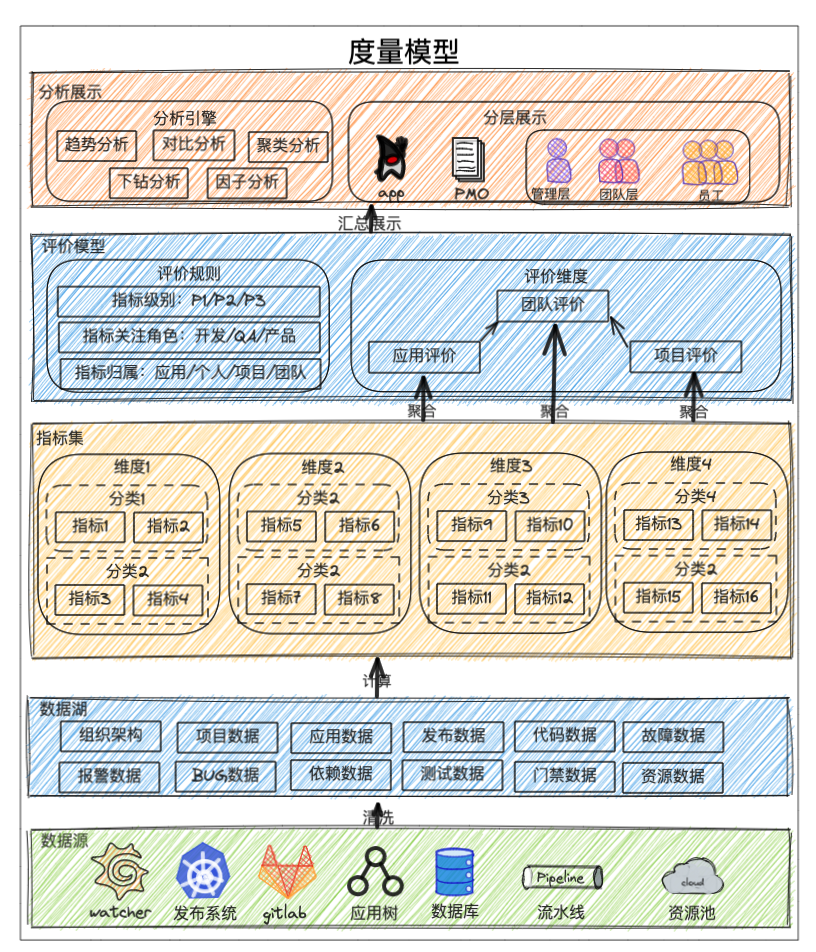 度量模型
分析展示
分析引擎
趋势分析 对比分析 聚类分析
下钻分析 因子分析
分层展示
app PMO 管理层 团队层 员工
汇总展示
评价模型
评价规则
指标级别：P1/P2/P3
指标关注角色：开发/QA/产品
指标归属：应用/个人/项目/团队
评价维度
团队评价
应用评价 项目评价
聚合 聚合 聚合
指标集
维度1
分类1
指标1 指标2
分类2
指标3 指标4
维度2
分类2
指标5 指标6
分类2
指标7 指标8
维度3
分类3
指标9 指标10
分类2
指标11 指标12
维度4
分类4
指标13 指标14
分类2
指标15 指标16
计算
数据湖
组织架构 项目数据 应用数据 发布数据 代码数据 故障数据
报警数据 BUG数据 依赖数据 测试数据 门禁数据 资源数据
清洗
数据源
Pipeline cloud
watcher 发布系统 gitlab 应用树 数据库 流水线 资源池